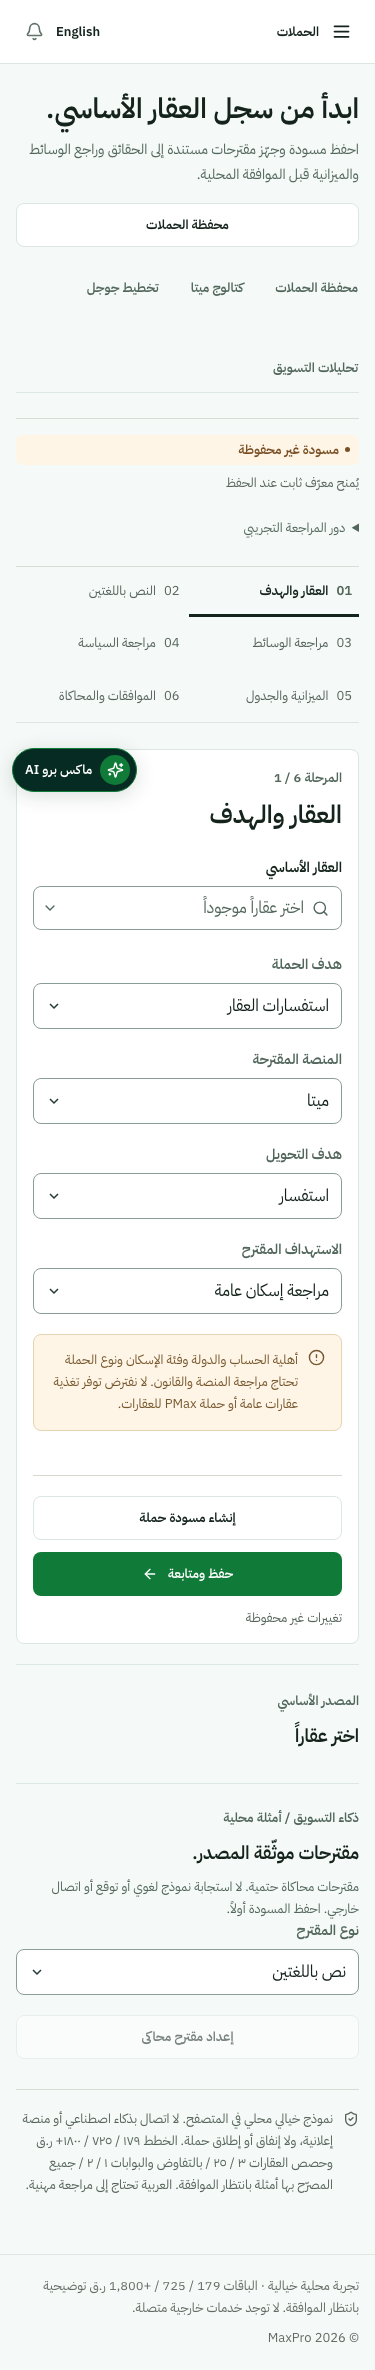 الحملات
English
ابدأ من سجل العقار الأساسي.
احفظ مسودة وجهّز مقترحات مستندة إلى الحقائق وراجع الوسائط
والميزانية قبل الموافقة المحلية.
محفظة الحملات
محفظة الحملات كتالوج ميتا تخطيط جوجل
تحليلات التسويق
• مسودة غير محفوظة
يُمنح معرّف ثابت عند الحفظ
◀ دور المراجعة التجريبي
01 العقار والهدف
02 النص باللغتين
03 مراجعة الوسائط
04 مراجعة السياسة
05 الميزانية والجدول
06 الموافقات والمحاكاة
ماكس برو AI
المرحلة 6 / 1
العقار والهدف
العقار الأساسي
اختر عقاراً موجوداً
هدف الحملة
استفسارات العقار
المنصة المقترحة
ميتا
هدف التحويل
استفسار
الاستهداف المقترح
مراجعة إسكان عامة
أهلية الحساب والدولة وفئة الإسكان ونوع الحملة
تحتاج مراجعة المنصة والقانون. لا نفترض توفر تغذية
عقارات عامة أو حملة PMax للعقارات.
إنشاء مسودة حملة
حفظ ومتابعة
تغييرات غير محفوظة
المصدر الأساسي
اختر عقاراً
ذكاء التسويق / أمثلة محلية
مقترحات موثّقة المصدر.
مقترحات محاكاة حتمية. لا استجابة نموذج لغوي أو توقع أو اتصال
خارجي. احفظ المسودة أولاً.
نوع المقترح
نص باللغتين
إعداد مقترح محاكى
نموذج خيالي محلي في المتصفح. لا اتصال بذكاء اصطناعي أو منصة
إعلانية، ولا إنفاق أو إطلاق حملة. الخطط ١٧٩ / ٧٢٥ / ١٨٠٠+ ر.ق
وحصص العقارات ٣ / ٢٥ / بالتفاوض والبوابات ١ / ٢ / جميع
المصرّح بها أمثلة بانتظار الموافقة. العربية تحتاج إلى مراجعة مهنية.
تجربة محلية خيالية · الباقات 179 / 725 / +1,800 ر.ق توضيحية
بانتظار الموافقة. لا توجد خدمات خارجية متصلة.
© 2026 MaxPro